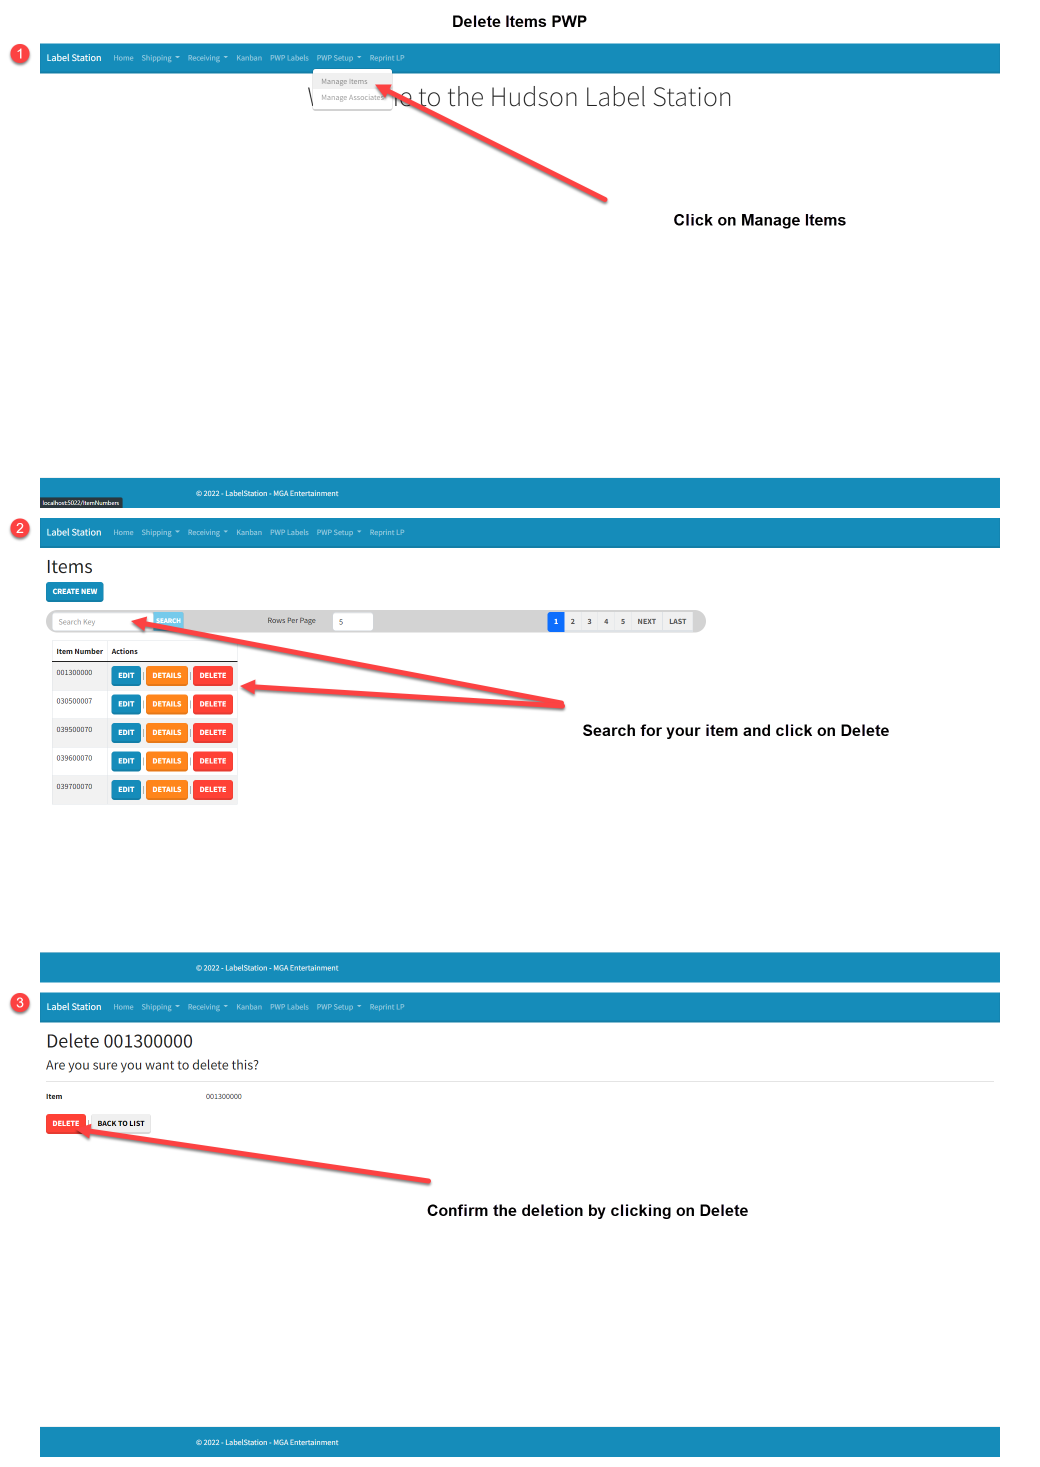 Delete Items PWP
1
Label Station Home Shipping Receiving Kanban PWP Labels PWP Setup Reprint LP
Manage Items
Manage Associates
to the Hudson Label Station
Click on Manage Items
© 2022 - LabelStation - MGA Entertainment
localhost:5022/ItemNumbers
2
Label Station Home Shipping Receiving Kanban PWP Labels PWP Setup Reprint LP
Items
CREATE NEW
Search Key SEARCH Rows Per Page 5 1 2 3 4 5 NEXT LAST
Item Number Actions
001300000 EDIT | DETAILS | DELETE
030500007 EDIT | DETAILS | DELETE
039500070 EDIT | DETAILS | DELETE
039600070 EDIT | DETAILS | DELETE
039700070 EDIT | DETAILS | DELETE
Search for your item and click on Delete
© 2022 - LabelStation - MGA Entertainment
3
Label Station Home Shipping Receiving Kanban PWP Labels PWP Setup Reprint LP
Delete 001300000
Are you sure you want to delete this?
Item 001300000
DELETE | BACK TO LIST
Confirm the deletion by clicking on Delete
© 2022 - LabelStation - MGA Entertainment